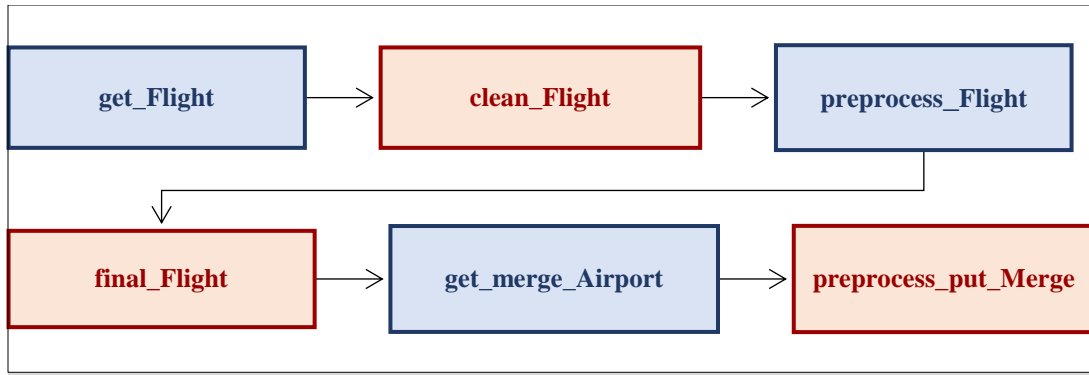 get_Flight
clean_Flight
preprocess_Flight
final_Flight
get_merge_Airport
preprocess_put_Merge